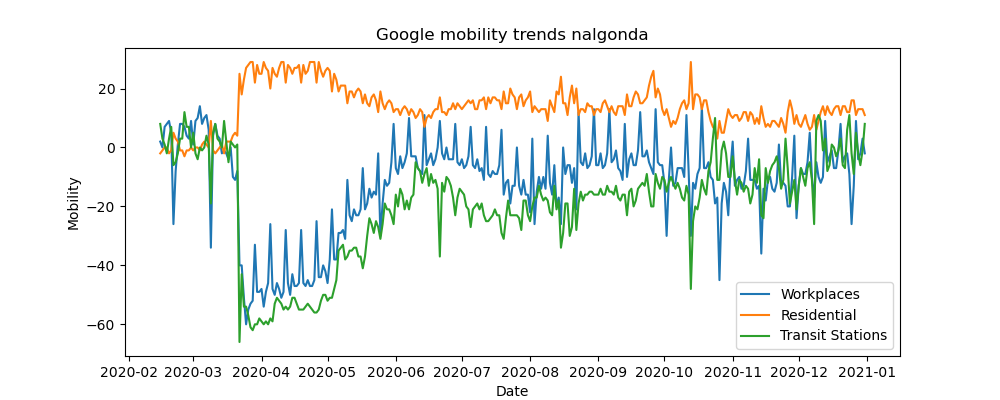 Google mobility trends nalgonda
Mobility
20
0
−20
−40
−60
2020-02 2020-03 2020-04 2020-05 2020-06 2020-07 2020-08 2020-09 2020-10 2020-11 2020-12 2021-01
Date
Workplaces
Residential
Transit Stations